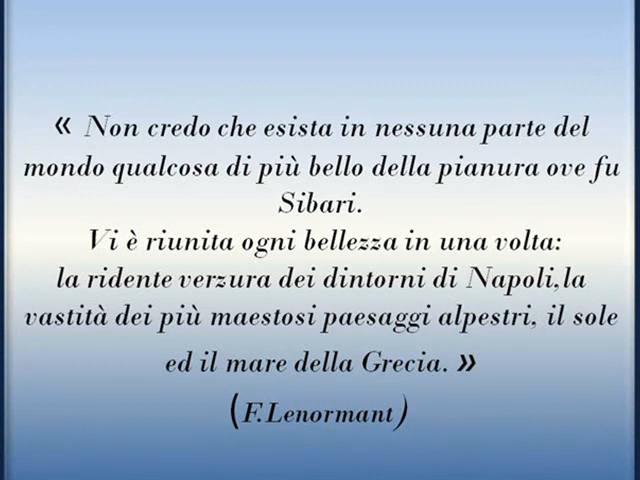 « Non credo che esista in nessuna parte del
mondo qualcosa di più bello della pianura ove fu
Sibari.
Vi è riunita ogni bellezza in una volta:
la ridente verzura dei dintorni di Napoli,la
vastità dei più maestosi paesaggi alpestri, il sole
ed il mare della Grecia. »
(F.Lenormant)